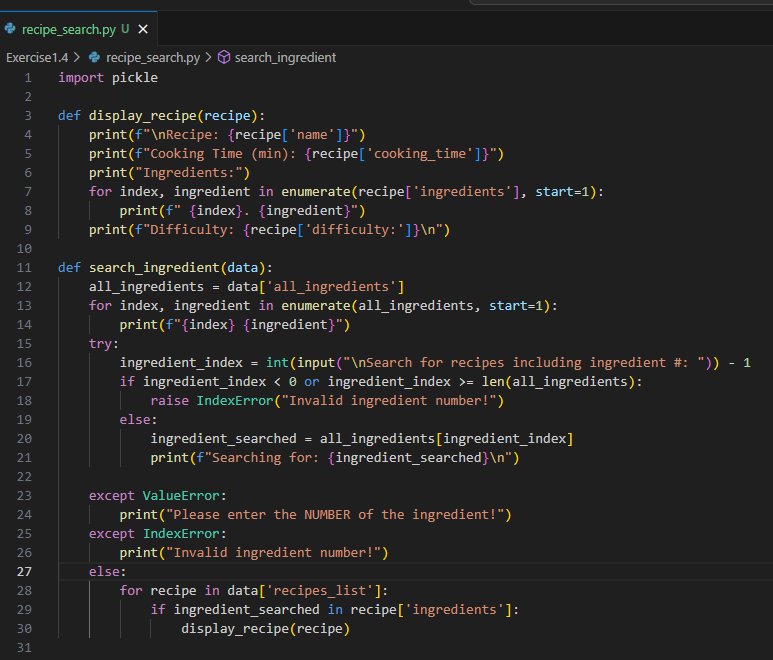 recipe_search.py U ×
Exercise1.4 > recipe_search.py > search_ingredient
1 import pickle
2
3 def display_recipe(recipe):
4     print(f"\nRecipe: {recipe['name']}")
5     print(f"Cooking Time (min): {recipe['cooking_time']}")
6     print("Ingredients:")
7     for index, ingredient in enumerate(recipe['ingredients'], start=1):
8         print(f" {index}. {ingredient}")
9     print(f"Difficulty: {recipe['difficulty:']}\n")
10
11 def search_ingredient(data):
12     all_ingredients = data['all_ingredients']
13     for index, ingredient in enumerate(all_ingredients, start=1):
14         print(f"{index} {ingredient}")
15     try:
16         ingredient_index = int(input("\nSearch for recipes including ingredient #: ")) - 1
17         if ingredient_index < 0 or ingredient_index >= len(all_ingredients):
18             raise IndexError("Invalid ingredient number!")
19         else:
20             ingredient_searched = all_ingredients[ingredient_index]
21             print(f"Searching for: {ingredient_searched}\n")
22
23     except ValueError:
24         print("Please enter the NUMBER of the ingredient!")
25     except IndexError:
26         print("Invalid ingredient number!")
27     else:
28         for recipe in data['recipes_list']:
29             if ingredient_searched in recipe['ingredients']:
30                 display_recipe(recipe)
31